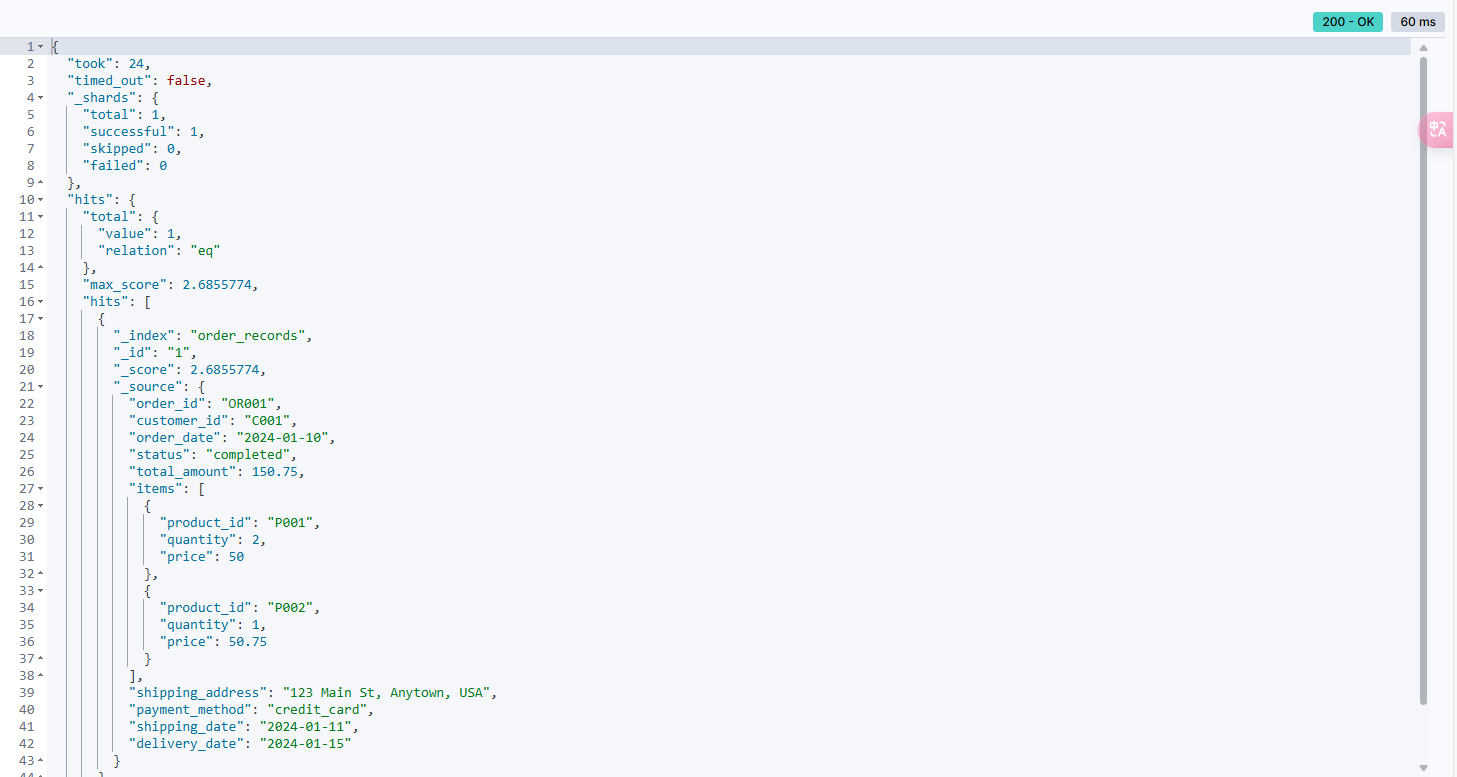 200 - OK 60 ms
1 {
2 "took": 24,
3 "timed_out": false,
4 "_shards": {
5 "total": 1,
6 "successful": 1,
7 "skipped": 0,
8 "failed": 0
9 },
10 "hits": {
11 "total": {
12 "value": 1,
13 "relation": "eq"
14 },
15 "max_score": 2.6855774,
16 "hits": [
17 {
18 "_index": "order_records",
19 "_id": "1",
20 "_score": 2.6855774,
21 "_source": {
22 "order_id": "OR001",
23 "customer_id": "C001",
24 "order_date": "2024-01-10",
25 "status": "completed",
26 "total_amount": 150.75,
27 "items": [
28 {
29 "product_id": "P001",
30 "quantity": 2,
31 "price": 50
32 },
33 {
34 "product_id": "P002",
35 "quantity": 1,
36 "price": 50.75
37 }
38 ],
39 "shipping_address": "123 Main St, Anytown, USA",
40 "payment_method": "credit_card",
41 "shipping_date": "2024-01-11",
42 "delivery_date": "2024-01-15"
43 }
44 }
中A